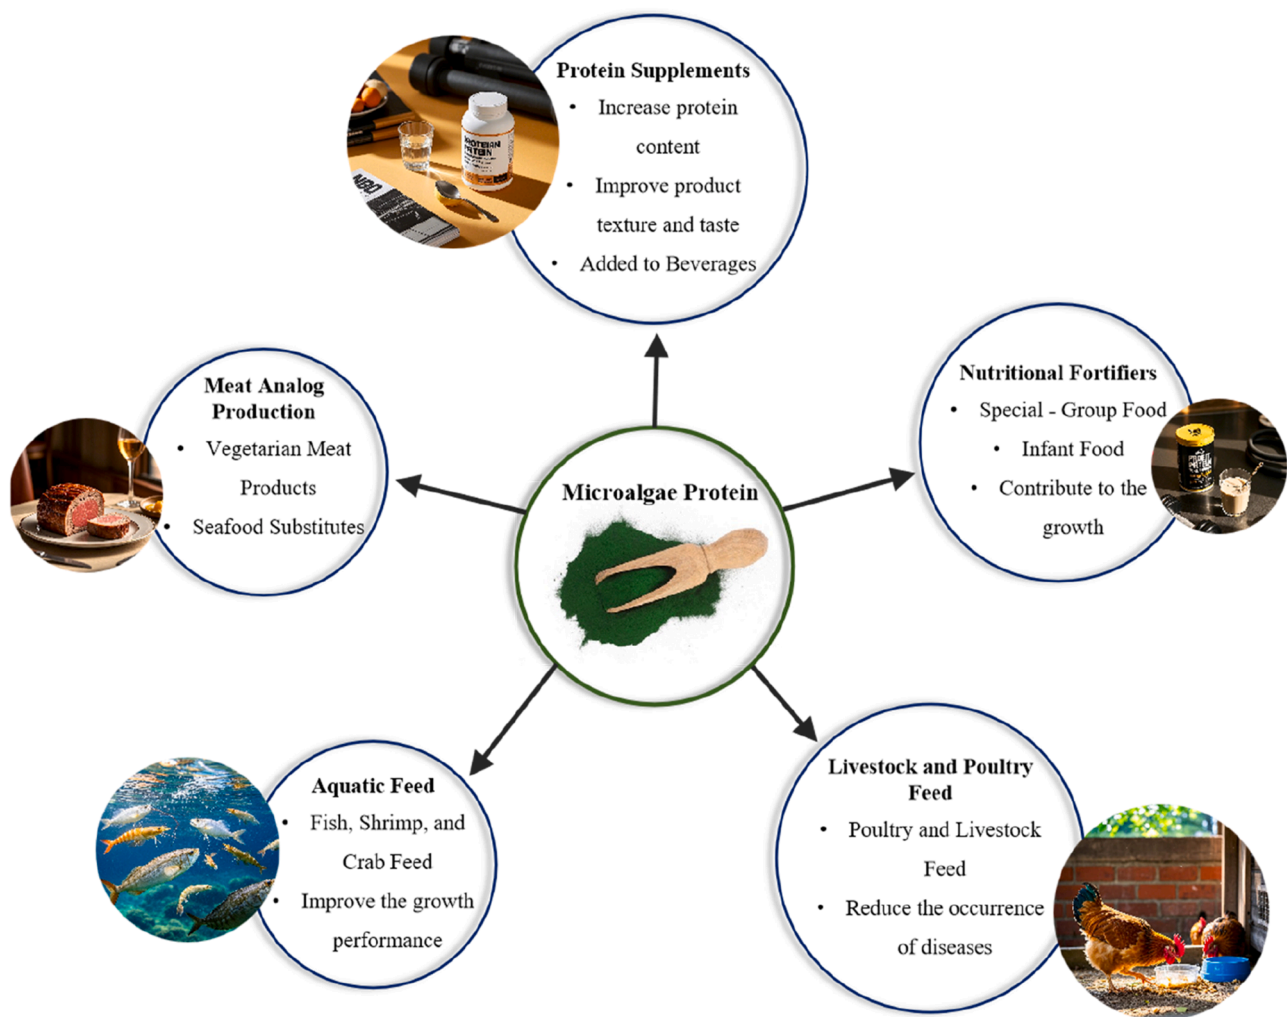 Protein Supplements
• Increase protein
content
• Improve product
texture and taste
• Added to Beverages
NBO
PROTEIN
Meat Analog
Production
• Vegetarian Meat
Products
• Seafood Substitutes
Nutritional Fortifiers
• Special - Group Food
• Infant Food
• Contribute to the
growth
Microalgae Protein
Aquatic Feed
• Fish, Shrimp, and
Crab Feed
• Improve the growth
performance
Livestock and Poultry
Feed
• Poultry and Livestock
Feed
• Reduce the occurrence
of diseases